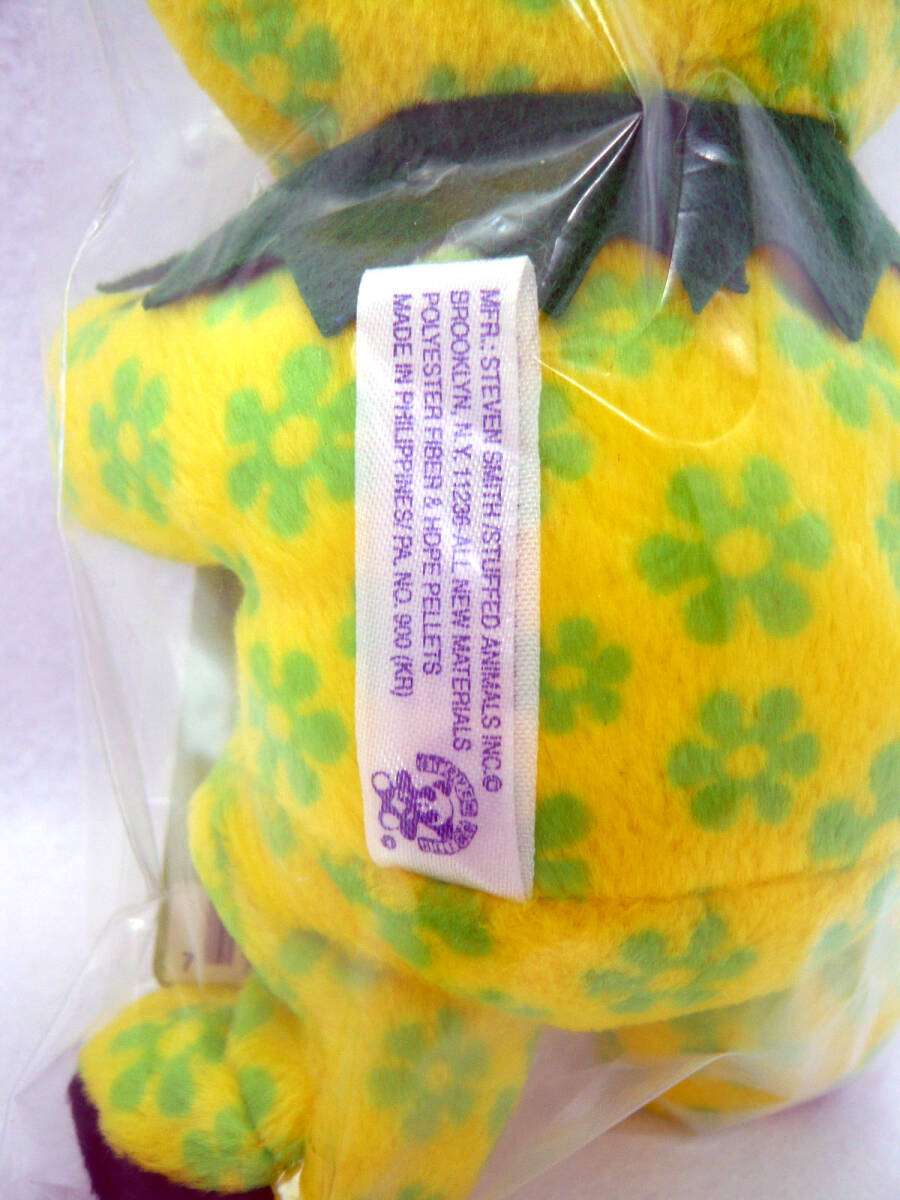 MFR.: STEVEN SMITH/STUFFED ANIMALS INC.©
BROOKLYN, N.Y. 11236-ALL NEW MATERIALS
POLYESTER FIBER & HDPE PELLETS
MADE IN PHILIPPINES/PA. NO. 900 (KR)
©
7